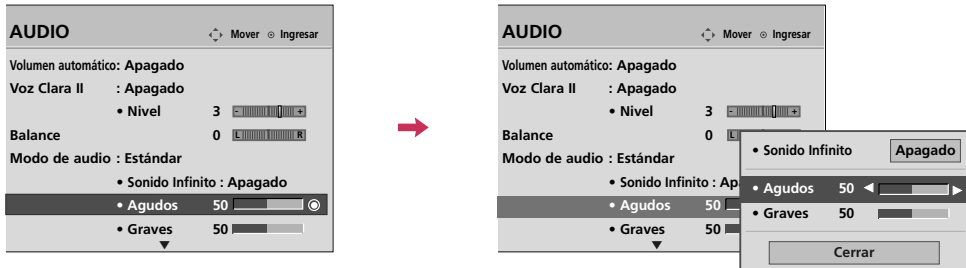 AUDIO Mover Ingresar
Volumen automático: Apagado
Voz Clara II : Apagado
• Nivel 3 - +
Balance 0 L R
Modo de audio : Estándar
• Sonido Infinito : Apagado
• Agudos 50
• Graves 50
AUDIO Mover Ingresar
Volumen automático: Apagado
Voz Clara II : Apagado
• Nivel 3 - +
Balance 0 L
Modo de audio : Estándar
• Sonido Infinito : Ap
• Agudos 50
• Graves 50
• Sonido Infinito Apagado
• Agudos 50
• Graves 50
Cerrar